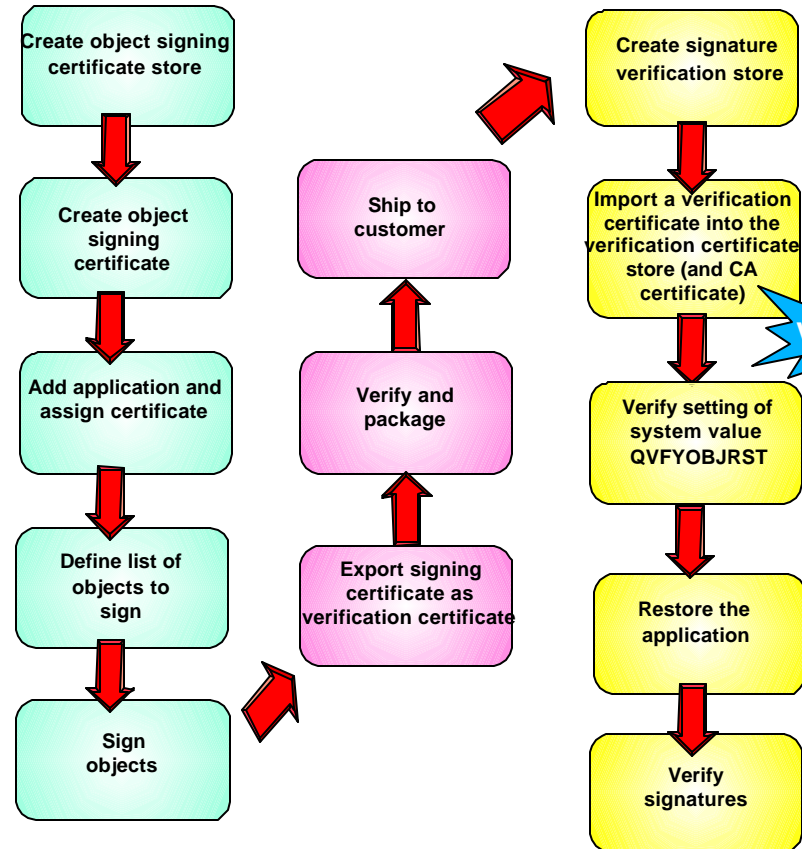 Create object signing
certificate store
Create object
signing
certificate
Add application and
assign certificate
Define list of
objects to
sign
Sign
objects
Export signing
certificate as
verification certificate
Verify and
package
Ship to
customer
Create signature
verification store
Import a verification
certificate into the
verification certificate
store (and CA
certificate)
Verify setting of
system value
QVFYOBJRST
Restore the
application
Verify
signatures